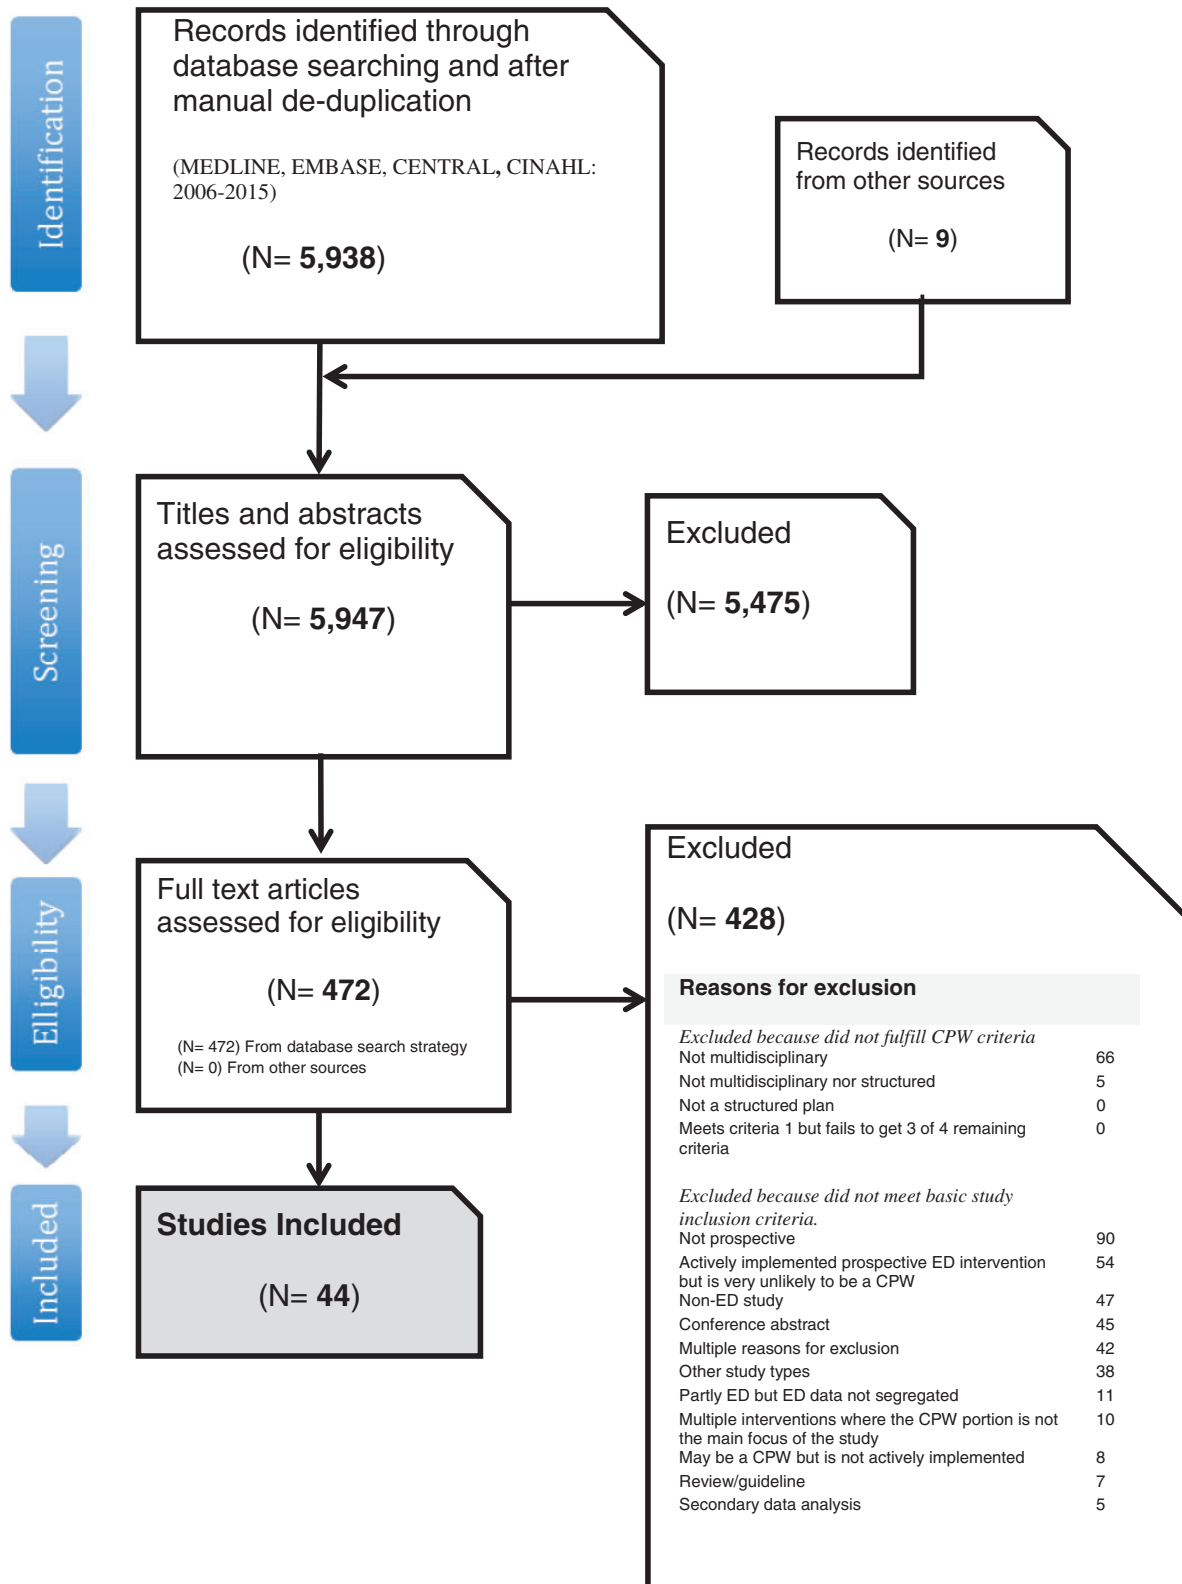 Identification
Records identified through
database searching and after
manual de-duplication
(MEDLINE, EMBASE, CENTRAL, CINAHL:
2006-2015)
(N= 5,938)
Records identified
from other sources
(N= 9)
Screening
Titles and abstracts
assessed for eligibility
(N= 5,947)
Excluded
(N= 5,475)
Elligibility
Full text articles
assessed for eligibility
(N= 472)
(N= 472) From database search strategy
(N= 0) From other sources
Excluded
(N= 428)
Reasons for exclusion
Excluded because did not fulfill CPW criteria
Not multidisciplinary 66
Not multidisciplinary nor structured 5
Not a structured plan 0
Meets criteria 1 but fails to get 3 of 4 remaining 0
criteria
Excluded because did not meet basic study
inclusion criteria.
Not prospective 90
Actively implemented prospective ED intervention 54
but is very unlikely to be a CPW
Non-ED study 47
Conference abstract 45
Multiple reasons for exclusion 42
Other study types 38
Partly ED but ED data not segregated 11
Multiple interventions where the CPW portion is not 10
the main focus of the study
May be a CPW but is not actively implemented 8
Review/guideline 7
Secondary data analysis 5
Included
Studies Included
(N= 44)